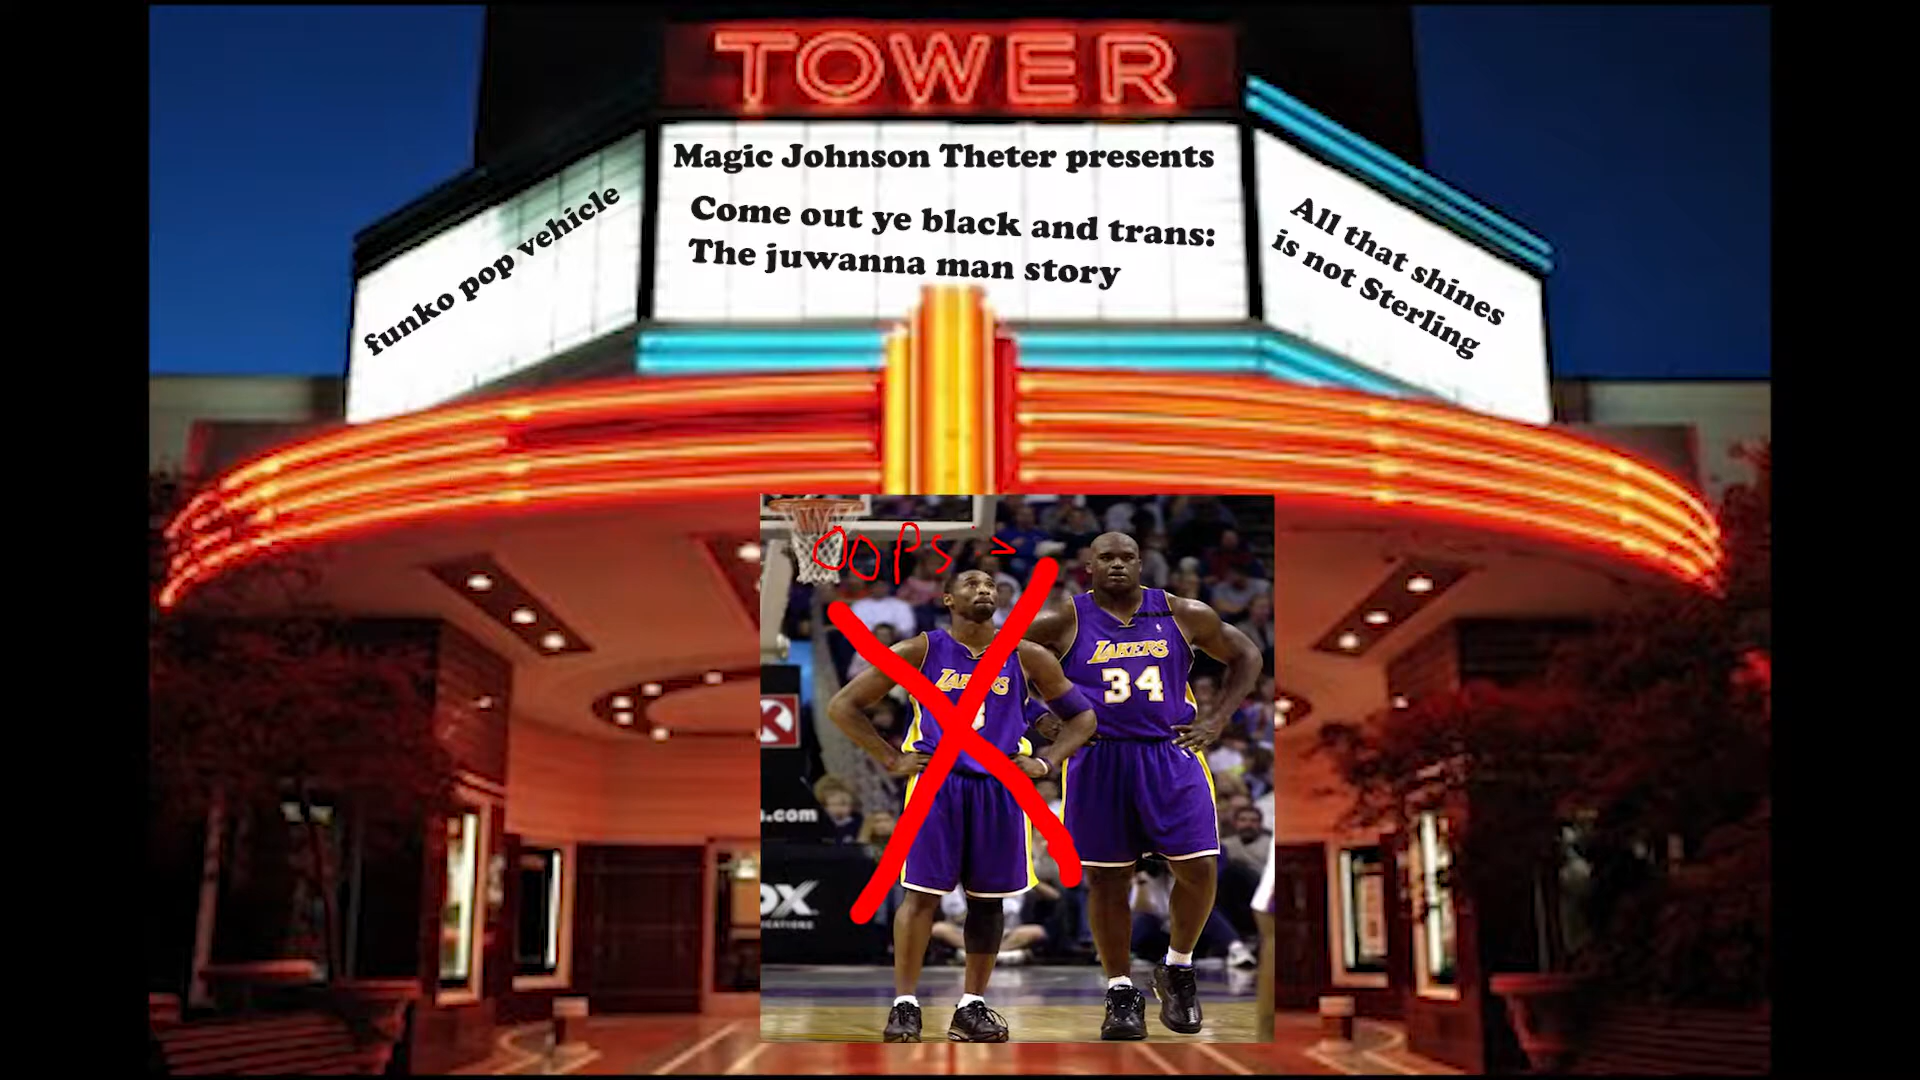 TOWER
Magic Johnson Theter presents
Come out ye black and trans:
The juwanna man story
funko pop vehicle
All that shines
is not Sterling
OOPS >
LAKERS
34
LAKERS
s.com